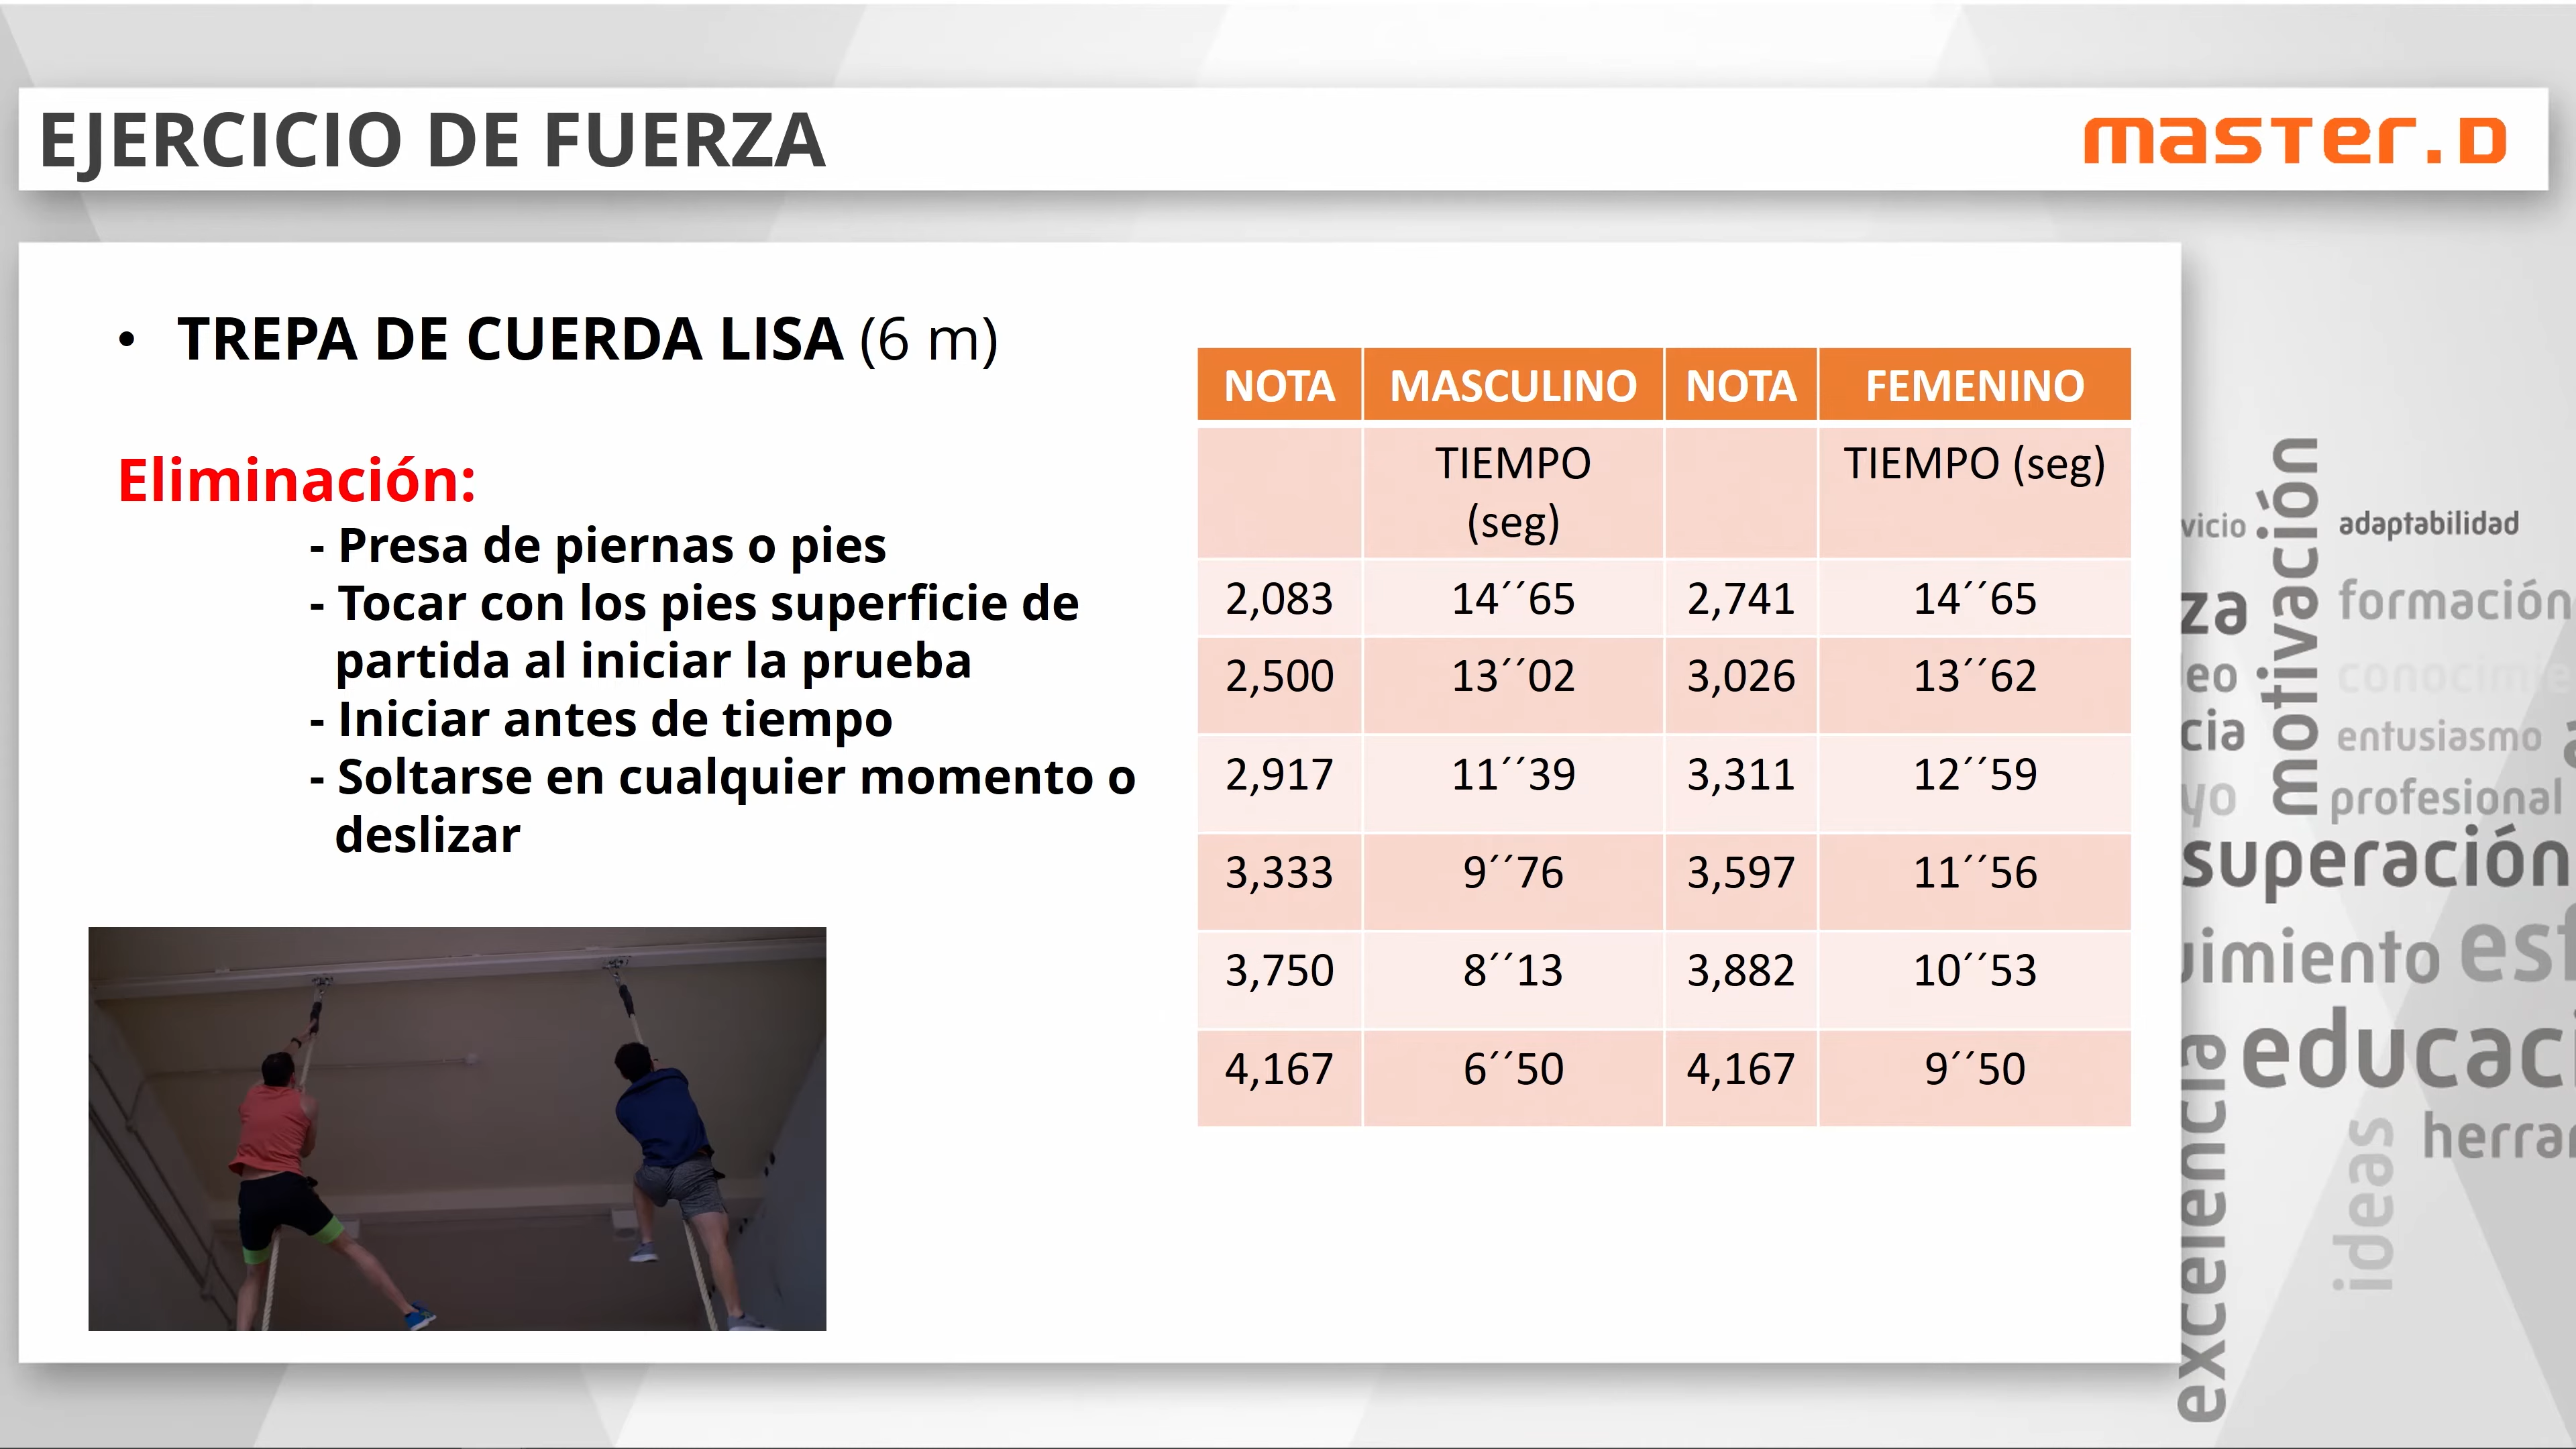 EJERCICIO DE FUERZA
master.D
• TREPA DE CUERDA LISA (6 m)
Eliminación:
- Presa de piernas o pies
- Tocar con los pies superficie de
partida al iniciar la prueba
- Iniciar antes de tiempo
- Soltarse en cualquier momento o
deslizar
NOTA MASCULINO NOTA FEMENINO
TIEMPO (seg) TIEMPO (seg)
2,083 14´´65 2,741 14´´65
2,500 13´´02 3,026 13´´62
2,917 11´´39 3,311 12´´59
3,333 9´´76 3,597 11´´56
3,750 8´´13 3,882 10´´53
4,167 6´´50 4,167 9´´50
motivación
adaptabilidad
formación
entusiasmo
profesional
superación
excelencia
ideas